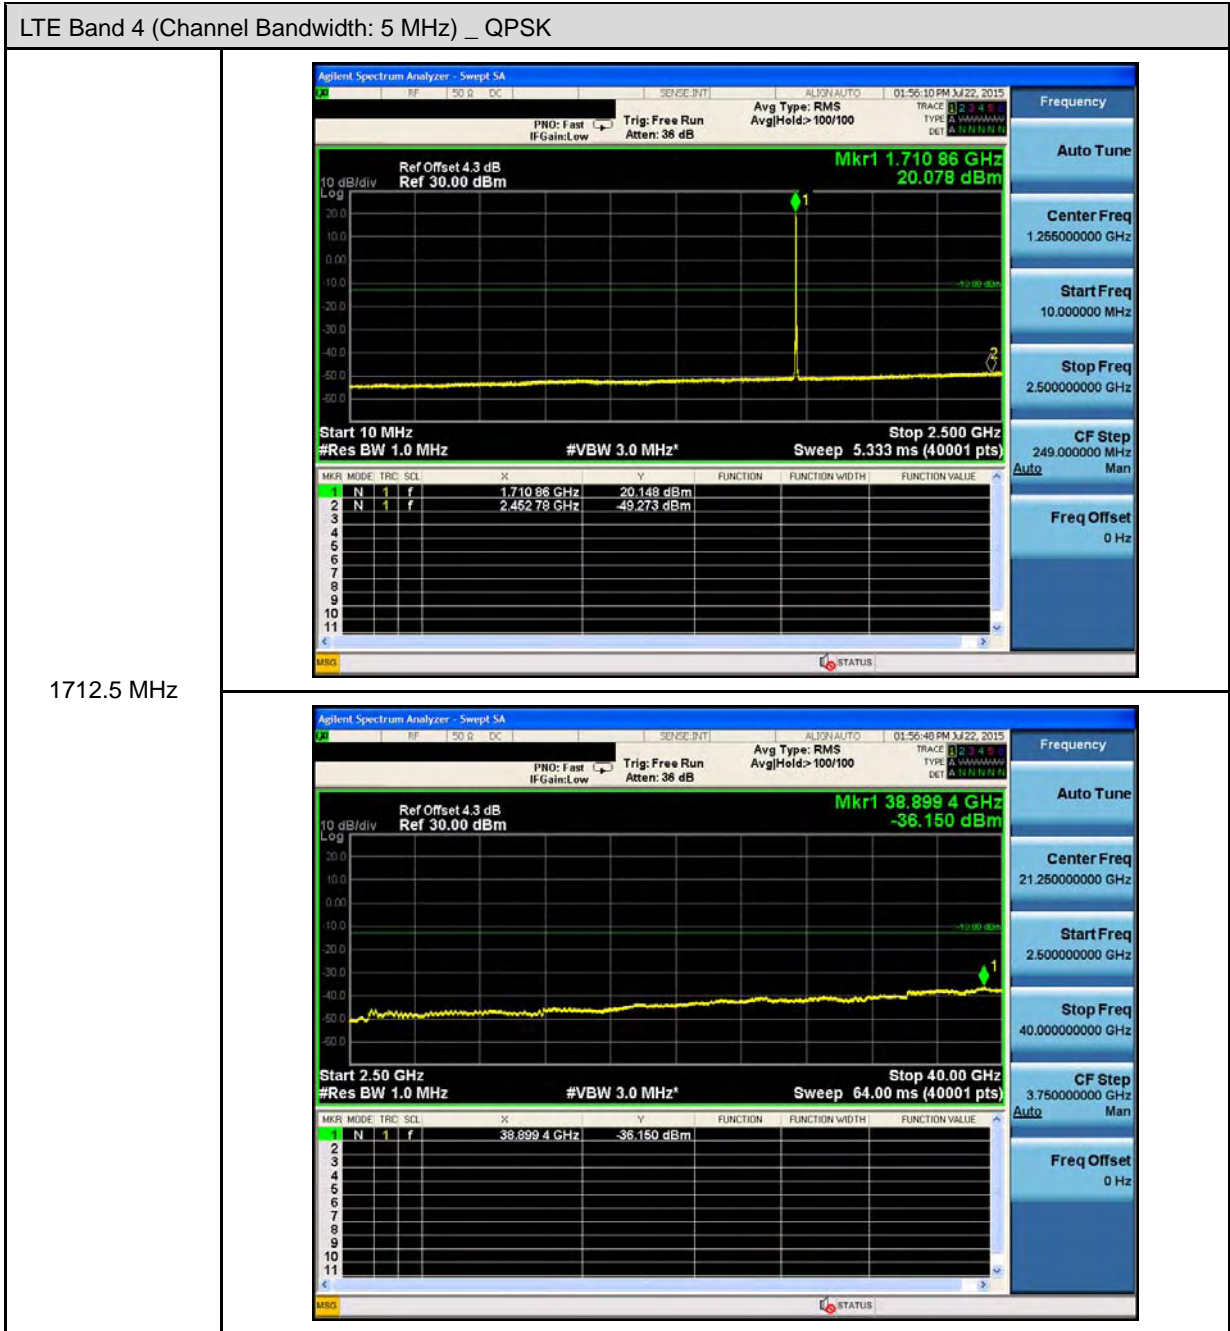 LTE Band 4 (Channel Bandwidth: 5 MHz) _ QPSK
1712.5 MHz
Agilent Spectrum Analyzer - Swept SA
RF 50 Ω DC SENSE:INT ALIGN AUTO 01:56:10 PM Jul 22, 2015
PNO: Fast
IFGain:Low
Trig: Free Run
Atten: 36 dB
Avg Type: RMS
Avg|Hold:>100/100
TRACE 1 2 3 4 5 6
TYPE A WWWWW
DET A N N N N N
Frequency
Auto Tune
Center Freq
1.255000000 GHz
Start Freq
10.000000 MHz
Stop Freq
2.500000000 GHz
CF Step
249.000000 MHz
Auto Man
Freq Offset
0 Hz
Mkr1 1.710 86 GHz
20.078 dBm
Ref Offset 4.3 dB
10 dB/div Ref 30.00 dBm
Log
20.0
10.0
0.00
-10.0
-20.0
-30.0
-40.0
-50.0
-60.0
1
2
Start 10 MHz Stop 2.500 GHz
#Res BW 1.0 MHz #VBW 3.0 MHz* Sweep 5.333 ms (40001 pts)
MKR MODE TRC SCL X Y FUNCTION FUNCTION WIDTH FUNCTION VALUE
1 N 1 f 1.710 86 GHz 20.148 dBm
2 N 1 f 2.452 78 GHz -49.273 dBm
3
4
5
6
7
8
9
10
11
MSG STATUS
Agilent Spectrum Analyzer - Swept SA
RF 50 Ω DC SENSE:INT ALIGN AUTO 01:56:48 PM Jul 22, 2015
PNO: Fast
IFGain:Low
Trig: Free Run
Atten: 36 dB
Avg Type: RMS
Avg|Hold:>100/100
TRACE 1 2 3 4 5 6
TYPE A WWWWW
DET A N N N N N
Frequency
Auto Tune
Center Freq
21.250000000 GHz
Start Freq
2.500000000 GHz
Stop Freq
40.000000000 GHz
CF Step
3.750000000 GHz
Auto Man
Freq Offset
0 Hz
Mkr1 38.899 4 GHz
-36.150 dBm
Ref Offset 4.3 dB
10 dB/div Ref 30.00 dBm
Log
20.0
10.0
0.00
-10.0
-20.0
-30.0
-40.0
-50.0
-60.0
1
Start 2.50 GHz Stop 40.00 GHz
#Res BW 1.0 MHz #VBW 3.0 MHz* Sweep 64.00 ms (40001 pts)
MKR MODE TRC SCL X Y FUNCTION FUNCTION WIDTH FUNCTION VALUE
1 N 1 f 38.899 4 GHz -36.150 dBm
2
3
4
5
6
7
8
9
10
11
MSG STATUS